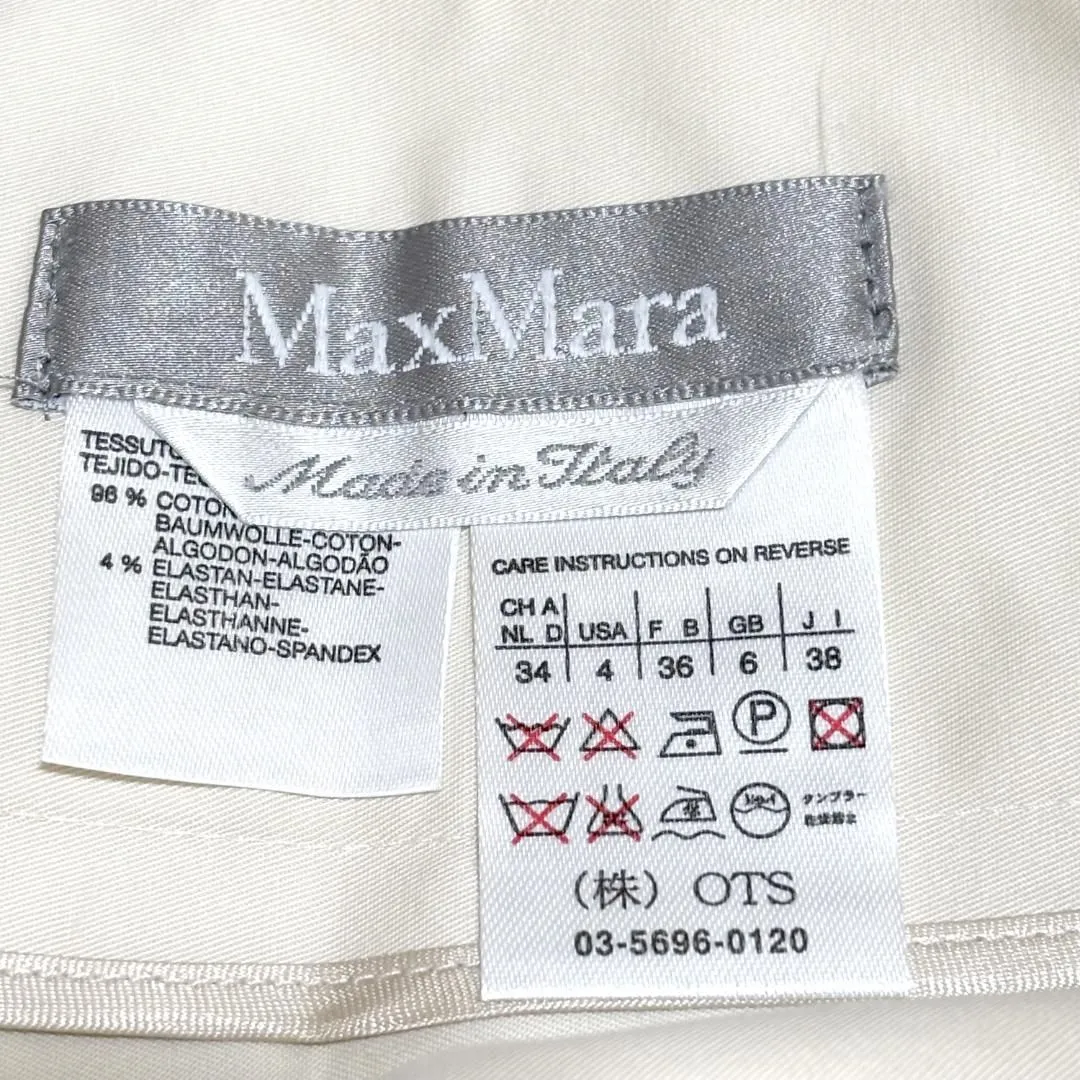 MaxMara
Made in Italy
TESSUTO
TEJIDO-TE
96 % COTON
BAUMWOLLE-COTON-
ALGODON-ALGODÃO
4 % ELASTAN-ELASTANE-
ELASTHAN-
ELASTHANNE-
ELASTANO-SPANDEX
CARE INSTRUCTIONS ON REVERSE
CH A
NL D USA F B GB J I
34 4 36 6 38
P
タンブラー
乾燥禁止
(株) OTS
03-5696-0120